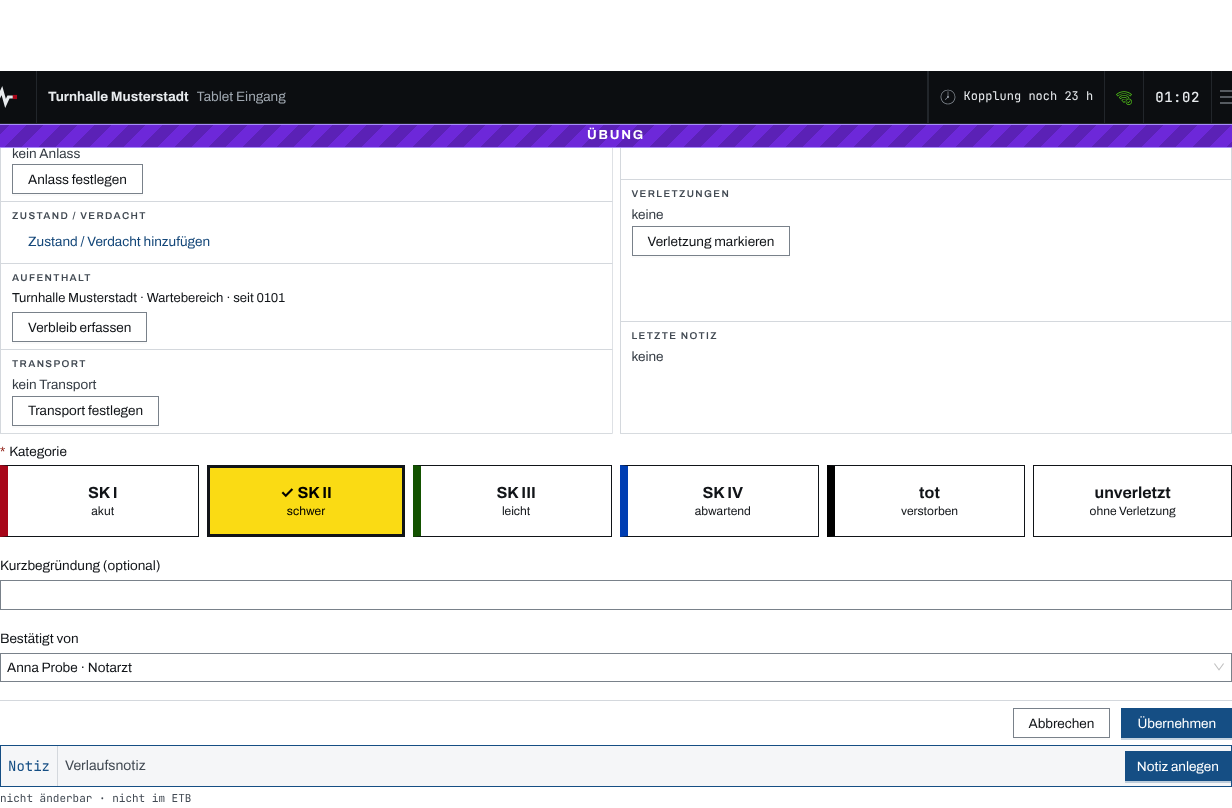 Turnhalle Musterstadt Tablet Eingang
Kopplung noch 23 h
01:02
ÜBUNG
kein Anlass
Anlass festlegen
ZUSTAND / VERDACHT
Zustand / Verdacht hinzufügen
AUFENTHALT
Turnhalle Musterstadt · Wartebereich · seit 0101
Verbleib erfassen
TRANSPORT
kein Transport
Transport festlegen
VERLETZUNGEN
keine
Verletzung markieren
LETZTE NOTIZ
keine
* Kategorie
SK I
akut
✓ SK II
schwer
SK III
leicht
SK IV
abwartend
tot
verstorben
unverletzt
ohne Verletzung
Kurzbegründung (optional)
Bestätigt von
Anna Probe · Notarzt
Abbrechen
Übernehmen
Notiz
Verlaufsnotiz
Notiz anlegen
nicht änderbar · nicht im ETB